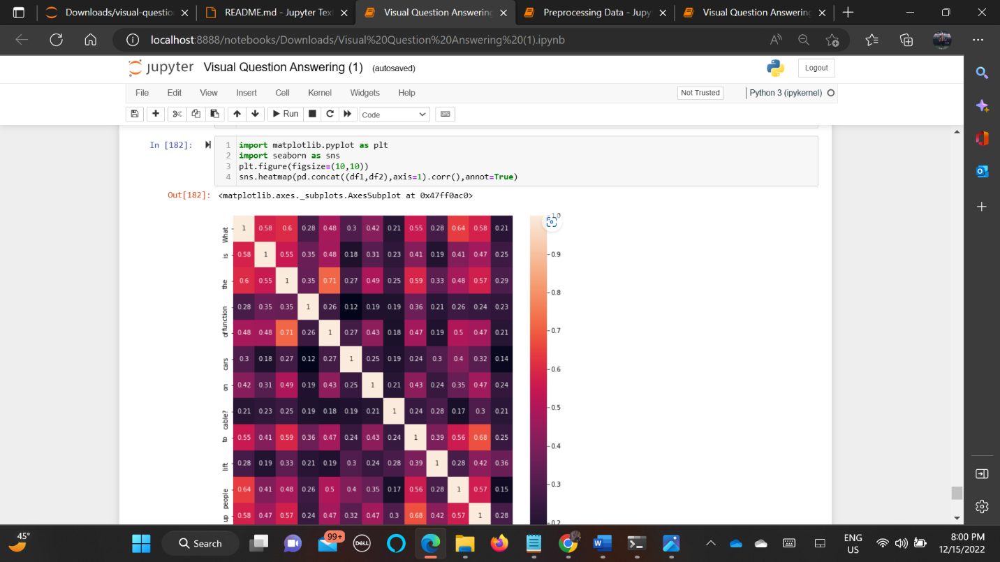 Downloads/visual-questio
README.md - Jupyter Tex
Visual Question Answering
Preprocessing Data - Jupy
Visual Question Answering
localhost:8888/notebooks/Downloads/Visual%20Question%20Answering%20(1).ipynb
jupyter Visual Question Answering (1) (autosaved)
Logout
File Edit View Insert Cell Kernel Widgets Help
Not Trusted
Python 3 (ipykernel)
Run
Code
In [182]:
1 import matplotlib.pyplot as plt
2 import seaborn as sns
3 plt.figure(figsize=(10,10))
4 sns.heatmap(pd.concat((df1,df2),axis=1).corr(),annot=True)
Out[182]: <matplotlib.axes._subplots.AxesSubplot at 0x47ff0ac0>
What 1 0.58 0.6 0.28 0.48 0.3 0.42 0.21 0.55 0.28 0.64 0.58 0.21
is 0.58 1 0.55 0.35 0.48 0.18 0.31 0.23 0.41 0.19 0.41 0.47 0.25
the 0.6 0.55 1 0.35 0.71 0.27 0.49 0.25 0.59 0.33 0.48 0.57 0.29
function 0.28 0.35 0.35 1 0.26 0.12 0.19 0.19 0.36 0.21 0.26 0.24 0.23
of 0.48 0.48 0.71 0.26 1 0.27 0.43 0.18 0.47 0.19 0.5 0.47 0.21
cars 0.3 0.18 0.27 0.12 0.27 1 0.25 0.19 0.24 0.3 0.4 0.32 0.14
on 0.42 0.31 0.49 0.19 0.43 0.25 1 0.21 0.43 0.24 0.35 0.47 0.24
cable? 0.21 0.23 0.25 0.19 0.18 0.19 0.21 1 0.24 0.28 0.17 0.3 0.21
to 0.55 0.41 0.59 0.36 0.47 0.24 0.43 0.24 1 0.39 0.56 0.68 0.25
lift 0.28 0.19 0.33 0.21 0.19 0.3 0.24 0.28 0.39 1 0.28 0.42 0.36
people 0.64 0.41 0.48 0.26 0.5 0.4 0.35 0.17 0.56 0.28 1 0.57 0.15
up 0.58 0.47 0.57 0.24 0.47 0.32 0.47 0.3 0.68 0.42 0.57 1 0.28
1.0
0.9
0.8
0.7
0.6
0.5
0.4
0.3
0.2
45°
Search
99+
DELL
ENG
US
8:00 PM
12/15/2022